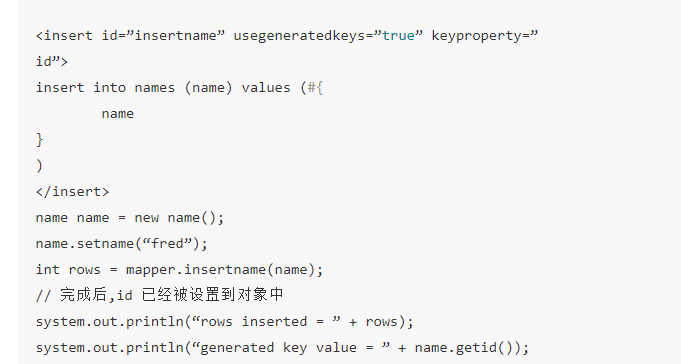 <insert id=”insertname” usegeneratedkeys=”true” keyproperty=”
id”>
insert into names (name) values (#{
name
}
)
</insert>
name name = new name();
name.setname(“fred”);
int rows = mapper.insertname(name);
// 完成后,id 已经被设置到对象中
system.out.println(“rows inserted = ” + rows);
system.out.println(“generated key value = ” + name.getid());